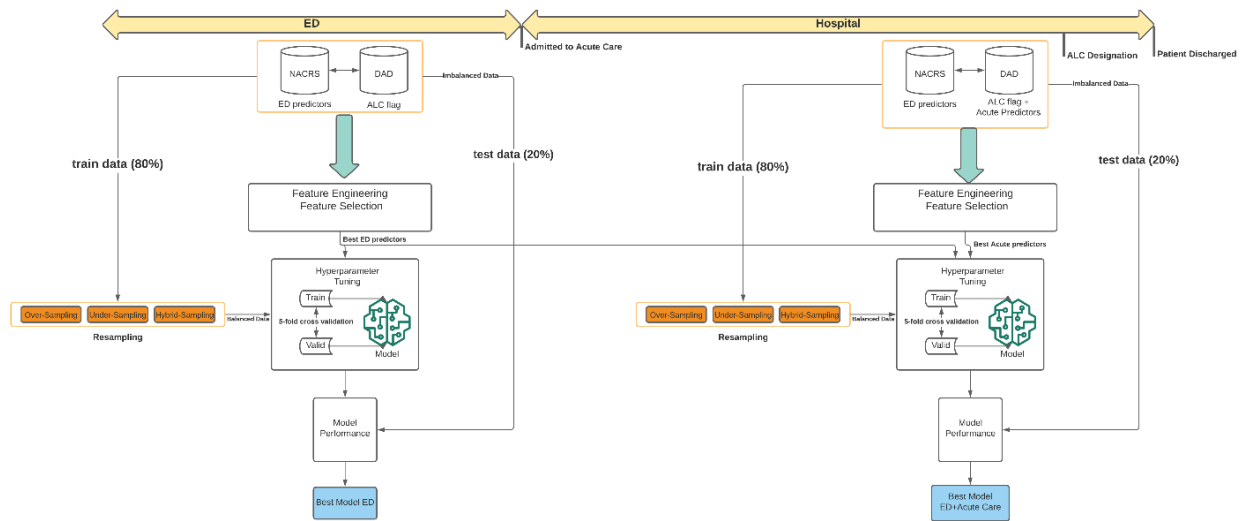 ED
Hospital
Admitted to Acute Care
ALC Designation
Patient Discharged
NACRS
DAD
ED predictors
ALC flag
Imbalanced Data
train data (80%)
test data (20%)
Feature Engineering
Feature Selection
Best ED predictors
Hyperparameter
Tuning
Train
5-fold cross validation
Valid
Model
Over-Sampling
Under-Sampling
Hybrid-Sampling
Balanced Data
Resampling
Model
Performance
Best Model ED
NACRS
DAD
ED predictors
ALC flag +
Acute Predictors
Imbalanced Data
train data (80%)
test data (20%)
Feature Engineering
Feature Selection
Best Acute predictors
Hyperparameter
Tuning
Train
5-fold cross validation
Valid
Model
Over-Sampling
Under-Sampling
Hybrid-Sampling
Balanced Data
Resampling
Model
Performance
Best Model
ED+Acute Care